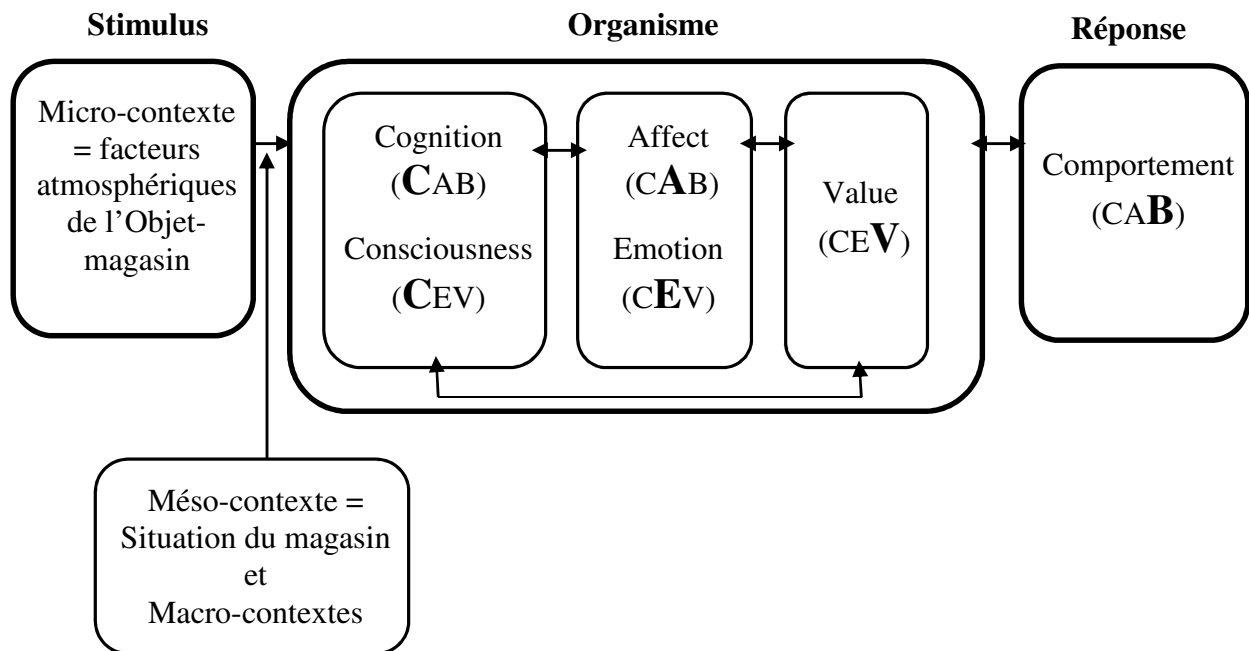 Stimulus
Organisme
Réponse
Micro-contexte
= facteurs
atmosphériques
de l’Objet-
magasin
Cognition
(CAB)
Consciousness
(CEV)
Affect
(CAB)
Emotion
(CEV)
Value
(CEV)
Comportement
(CAB)
Méso-contexte =
Situation du magasin
et
Macro-contextes